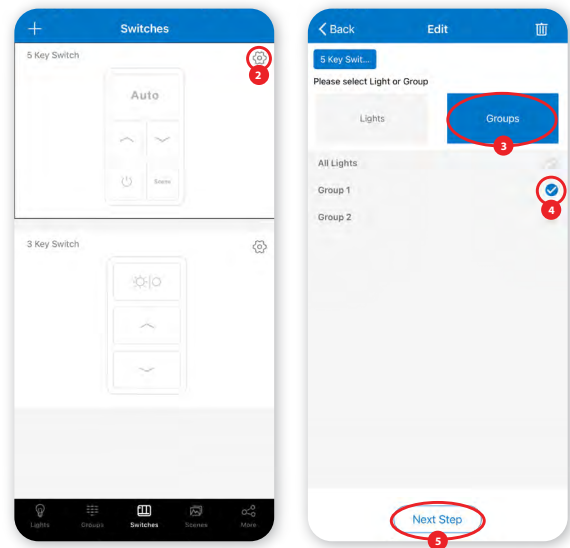 Switches
5 Key Switch
2
Auto
Scene
3 Key Switch
Lights Groups Switches Scenes More
Back Edit
5 Key Swit...
Please select Light or Group
Lights Groups
3
All Lights
Group 1
4
Group 2
Next Step
5